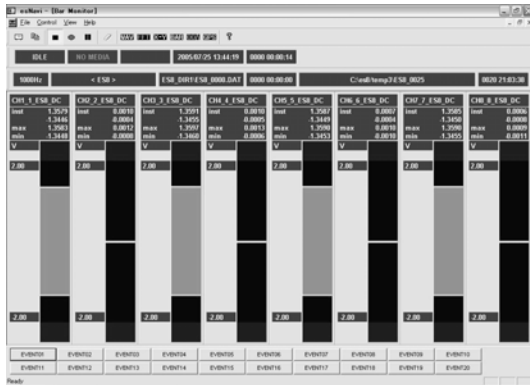 esNavi - [Bar Monitor]
File Control View Help
NAV FFT X-Y BAR DGV GPS ?
IDLE NO MEDIA 2005/07/25 13:44:19 0000 00:00:14
1000Hz < ES8 > ES8_DIR1\ES8_0000.DAT 0000 00:00:00 C:\es8\temp3\ES8_0025 0020 21:03:30
CH1_1_ES8_DC CH2_2_ES8_DC CH3_3_ES8_DC CH4_4_ES8_DC CH5_5_ES8_DC CH6_6_ES8_DC CH7_7_ES8_DC CH8_8_ES8_DC
inst 1.3579 inst 0.0010 inst 1.3591 inst 0.0010 inst 1.3587 inst 0.0007 inst 1.3585 inst 0.0006
-1.3446 -0.0004 -1.3455 -0.0005 -1.3449 -0.0004 -1.3450 -0.0008
max 1.3583 max 0.0012 max 1.3597 max 0.0013 max 1.3590 max 0.0010 max 1.3590 max 0.0009
min -1.3448 min -0.0008 min -1.3460 min -0.0006 min -1.3453 min -0.0010 min -1.3455 min -0.0011
V V V V V V V V
2.00 2.00 2.00 2.00 2.00 2.00 2.00 2.00
-2.00 -2.00 -2.00 -2.00 -2.00 -2.00 -2.00 -2.00
EVENT01 EVENT02 EVENT03 EVENT04 EVENT05 EVENT06 EVENT07 EVENT08 EVENT09 EVENT10
EVENT11 EVENT12 EVENT13 EVENT14 EVENT15 EVENT16 EVENT17 EVENT18 EVENT19 EVENT20
Ready